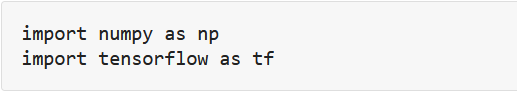 import numpy as np
import tensorflow as tf